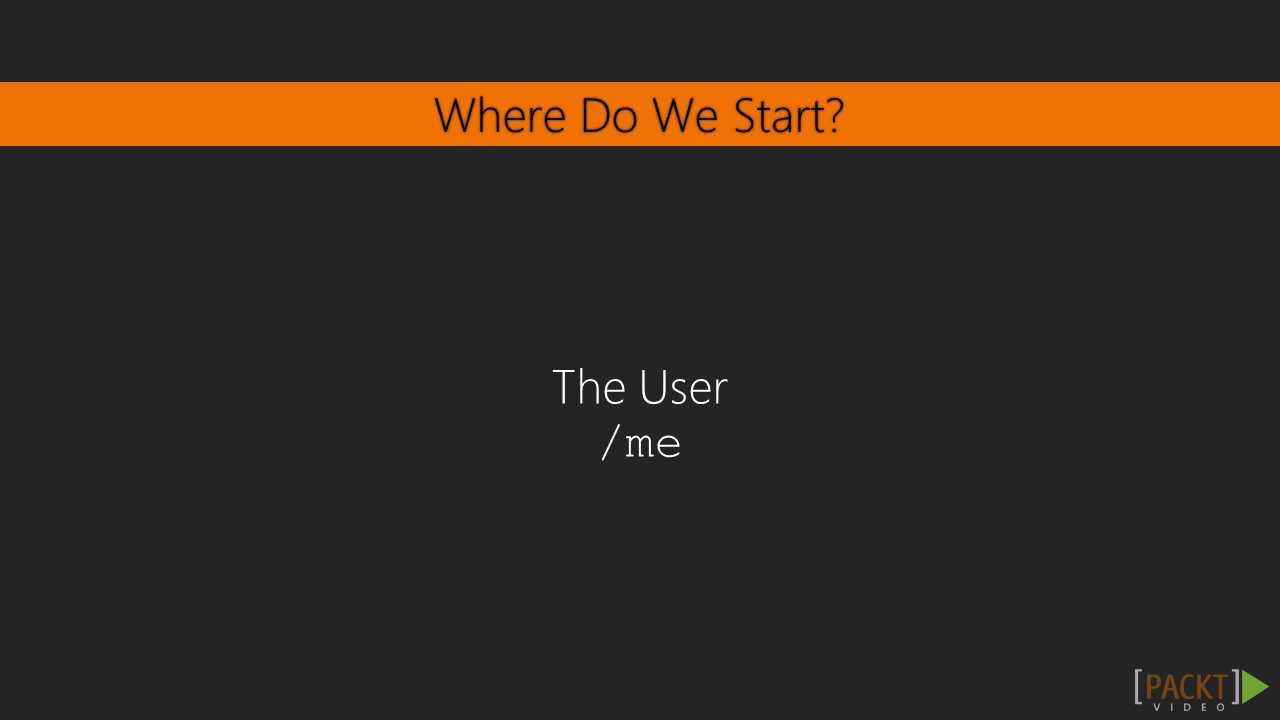 Where Do We Start?
The User
/me
[PACKT]
VIDEO